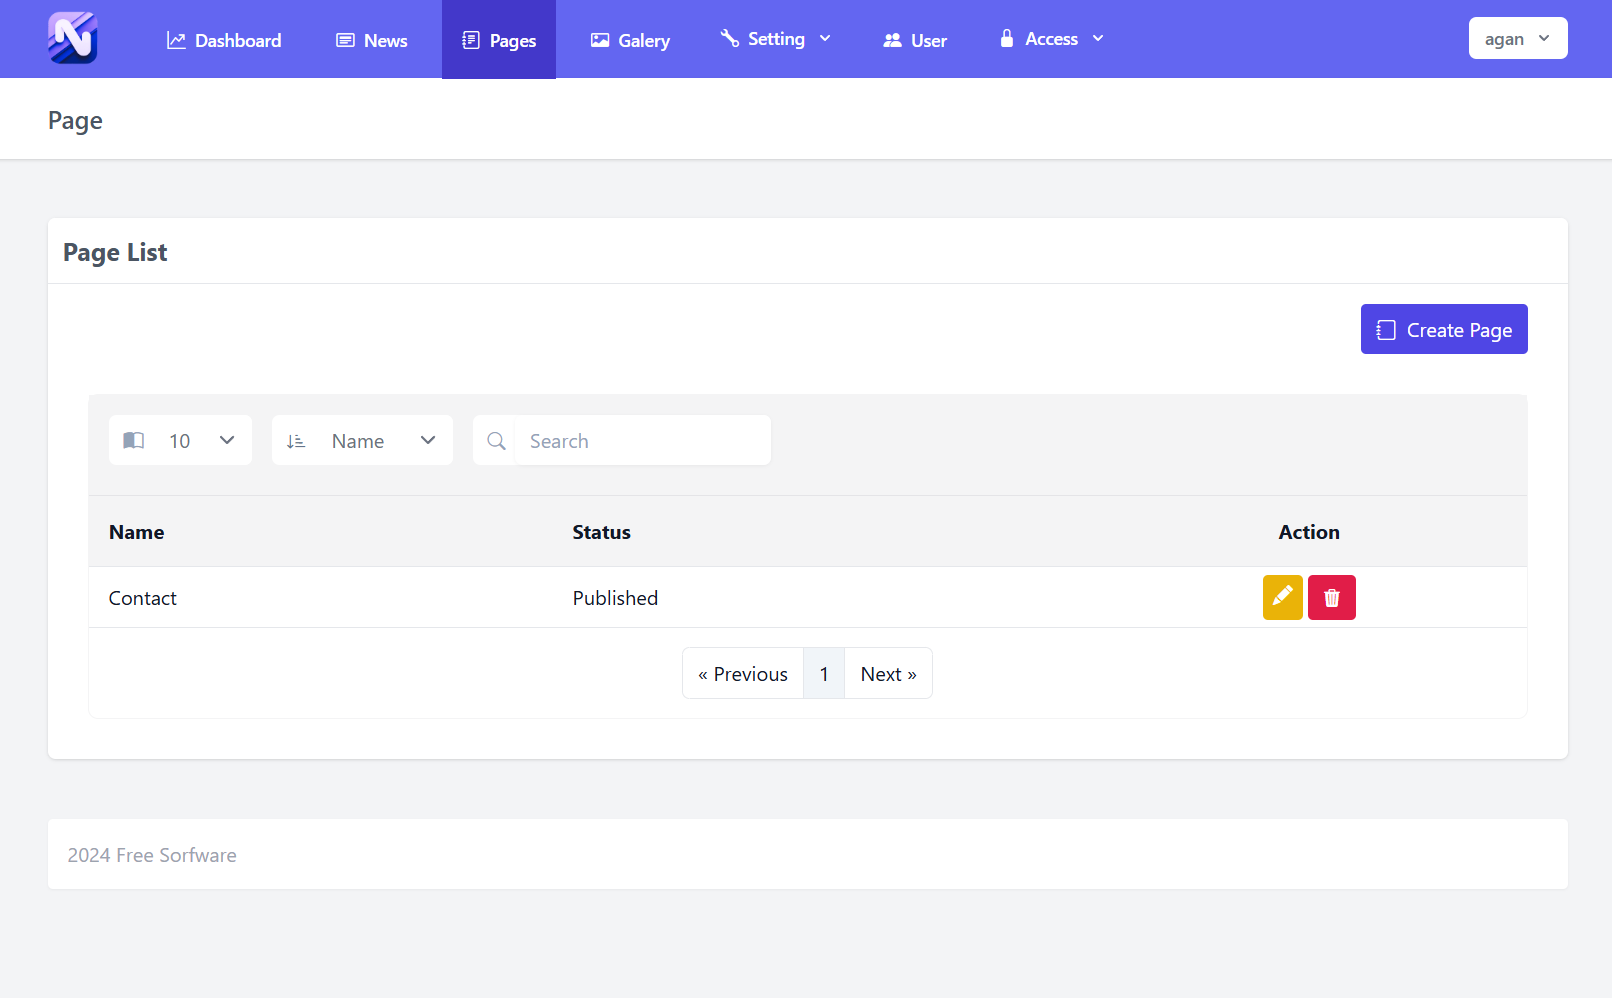 Dashboard News Pages Galery Setting User Access agan
Page
Page List
Create Page
10 Name Search
Name Status Action
Contact Published
« Previous 1 Next »
2024 Free Sorfware